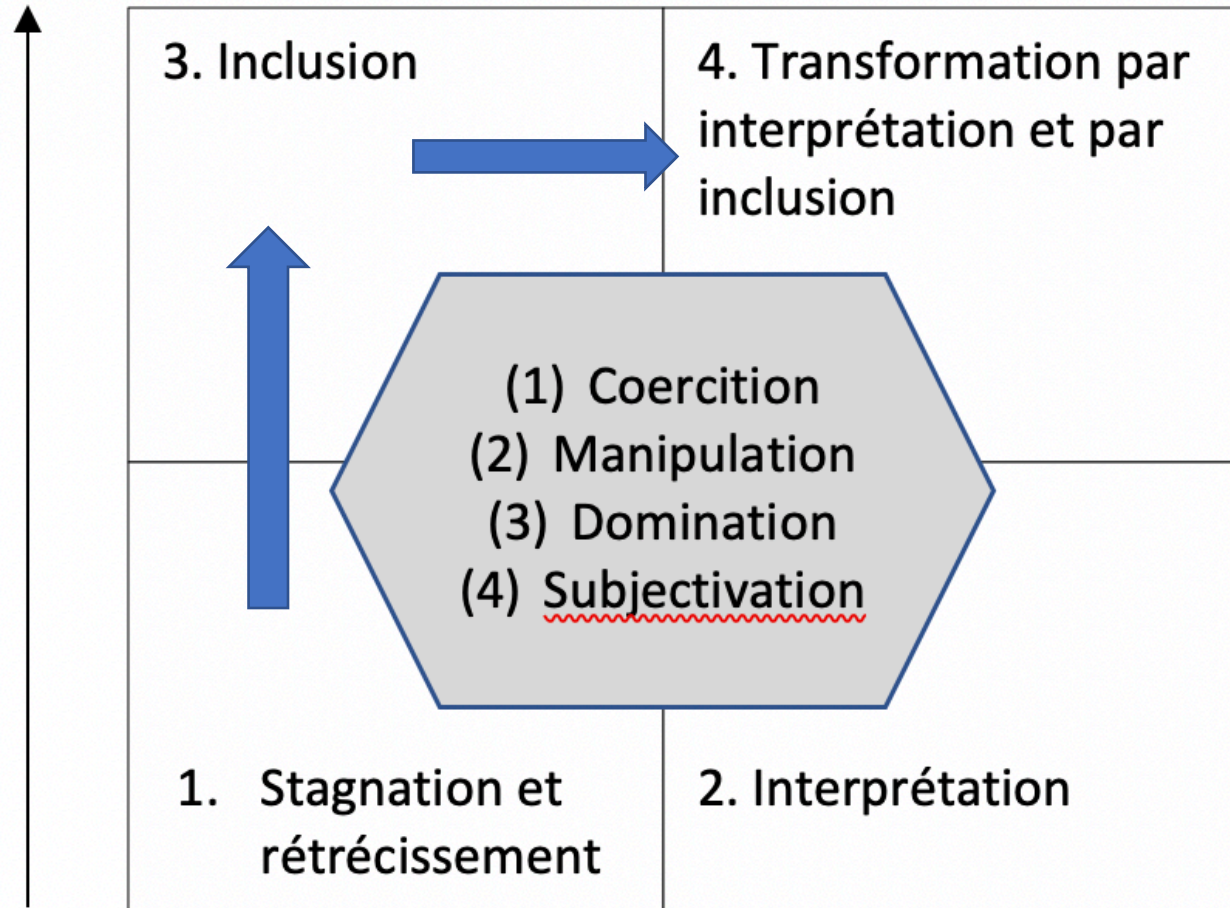 3. Inclusion
4. Transformation par
interprétation et par
inclusion
(1) Coercition
(2) Manipulation
(3) Domination
(4) Subjectivation
1. Stagnation et
rétrécissement
2. Interprétation